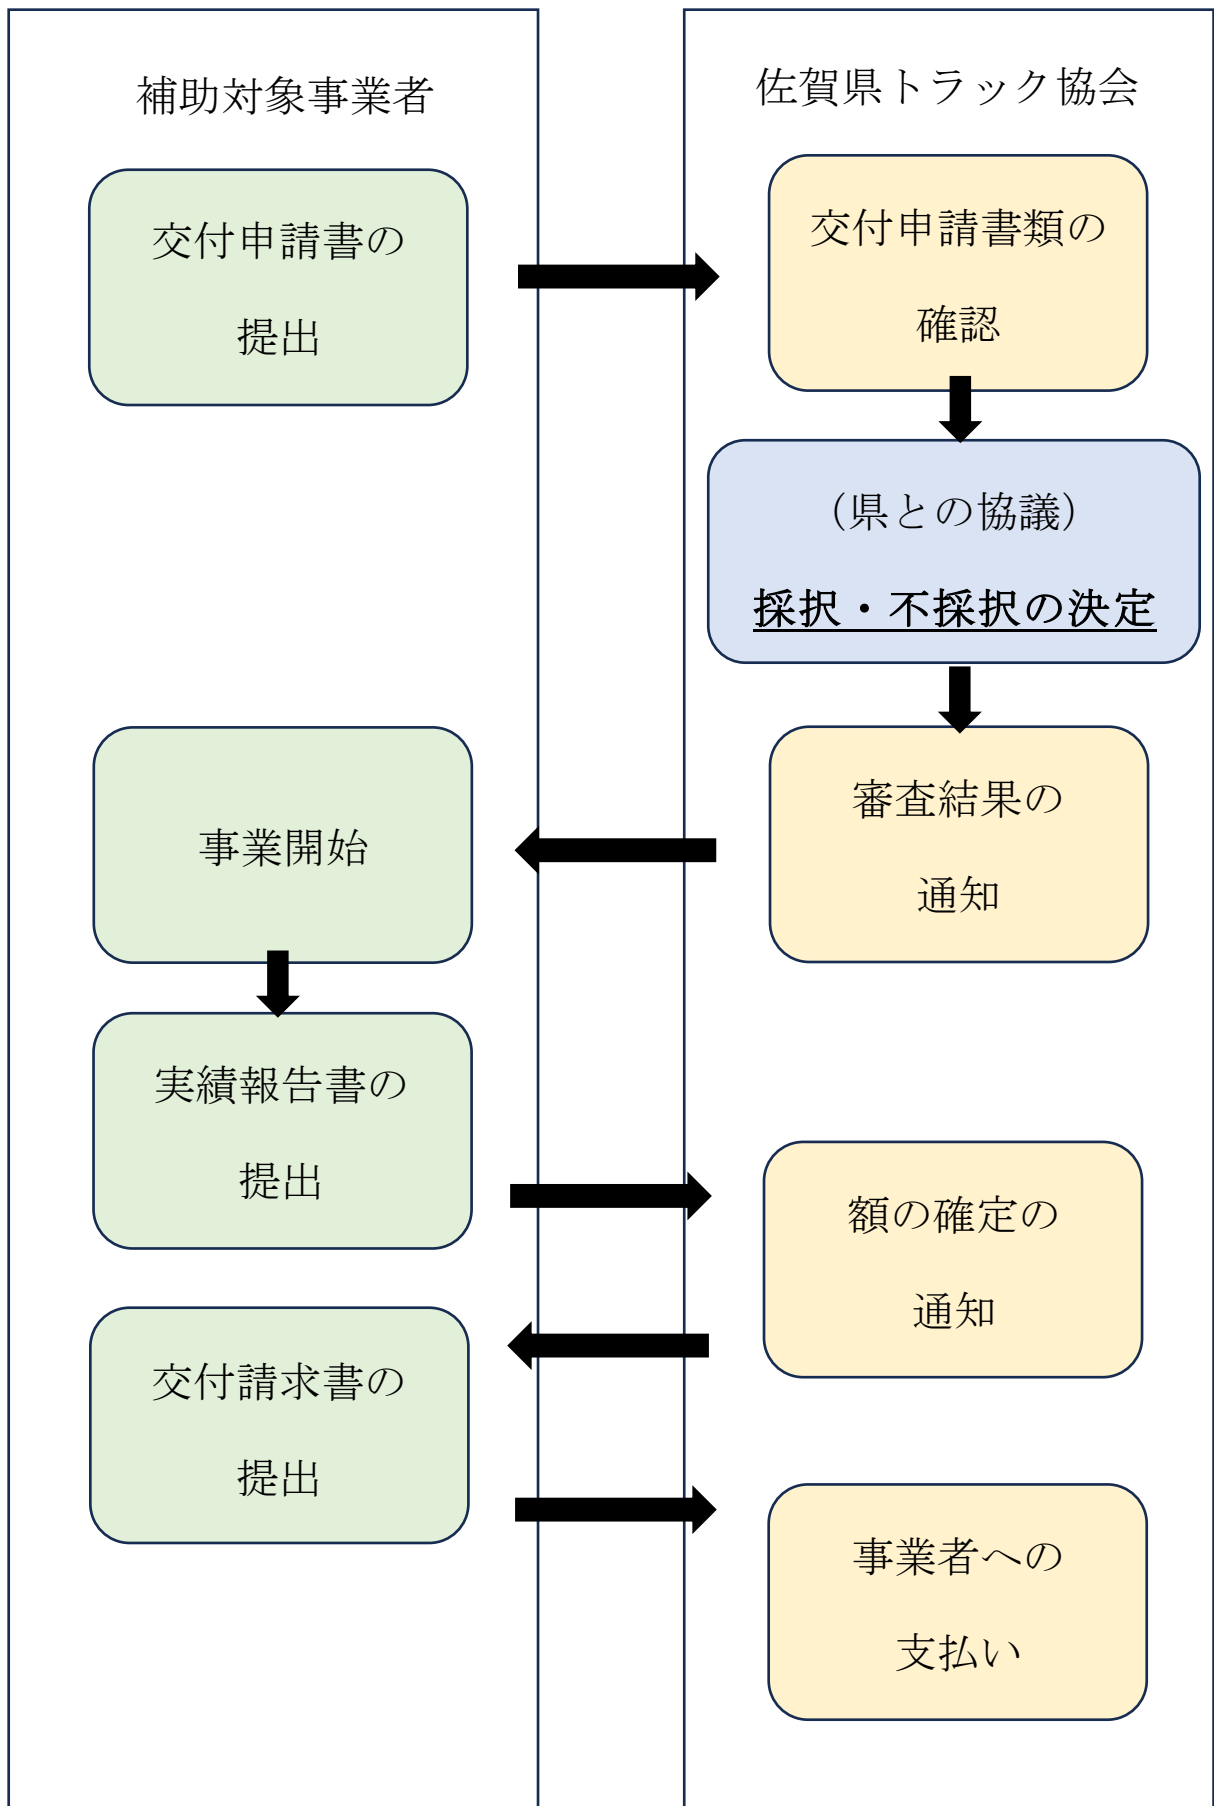 補助対象事業者
佐賀県トラック協会
交付申請書の
提出
交付申請書類の
確認
（県との協議）
採択・不採択の決定
審査結果の
通知
事業開始
実績報告書の
提出
額の確定の
通知
交付請求書の
提出
事業者への
支払い